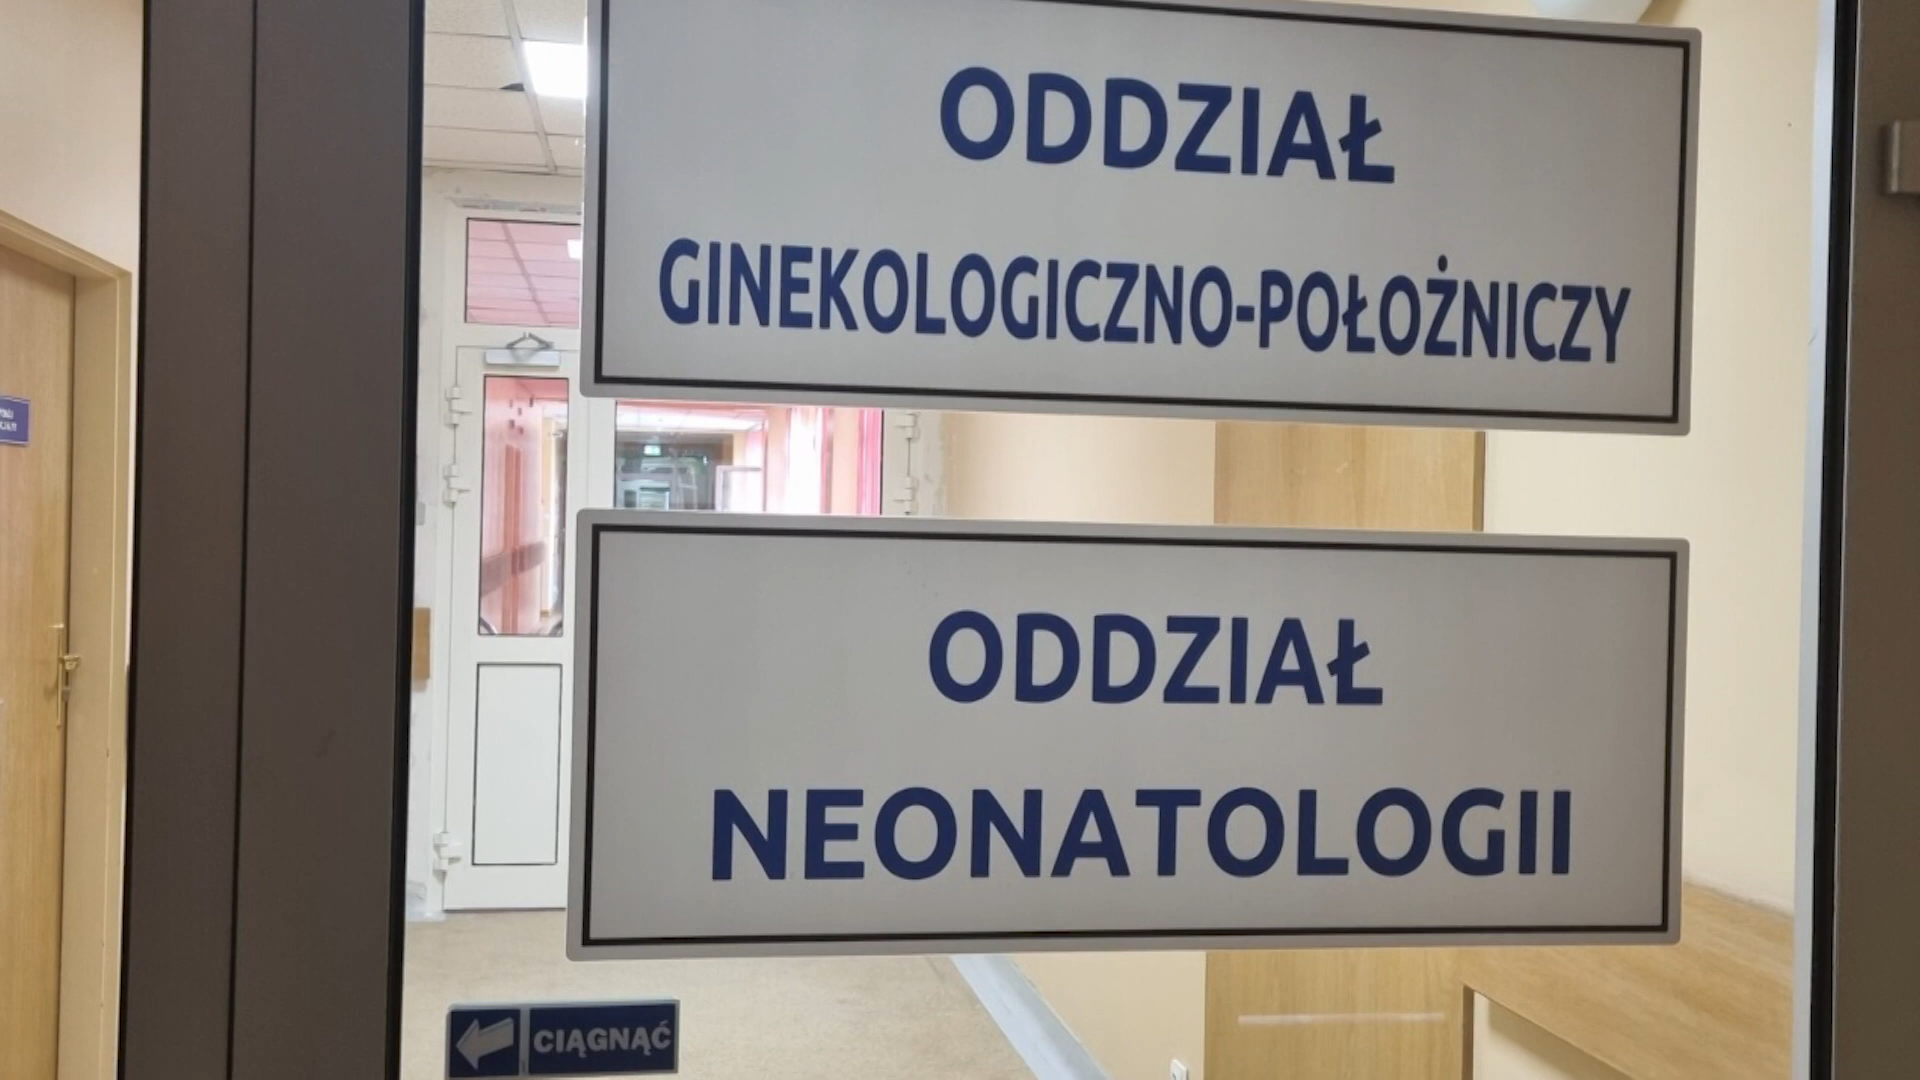 ODDZIAŁ
GINEKOLOGICZNO-POŁOŻNICZY
ODDZIAŁ
NEONATOLOGII
CIĄGNĄĆ